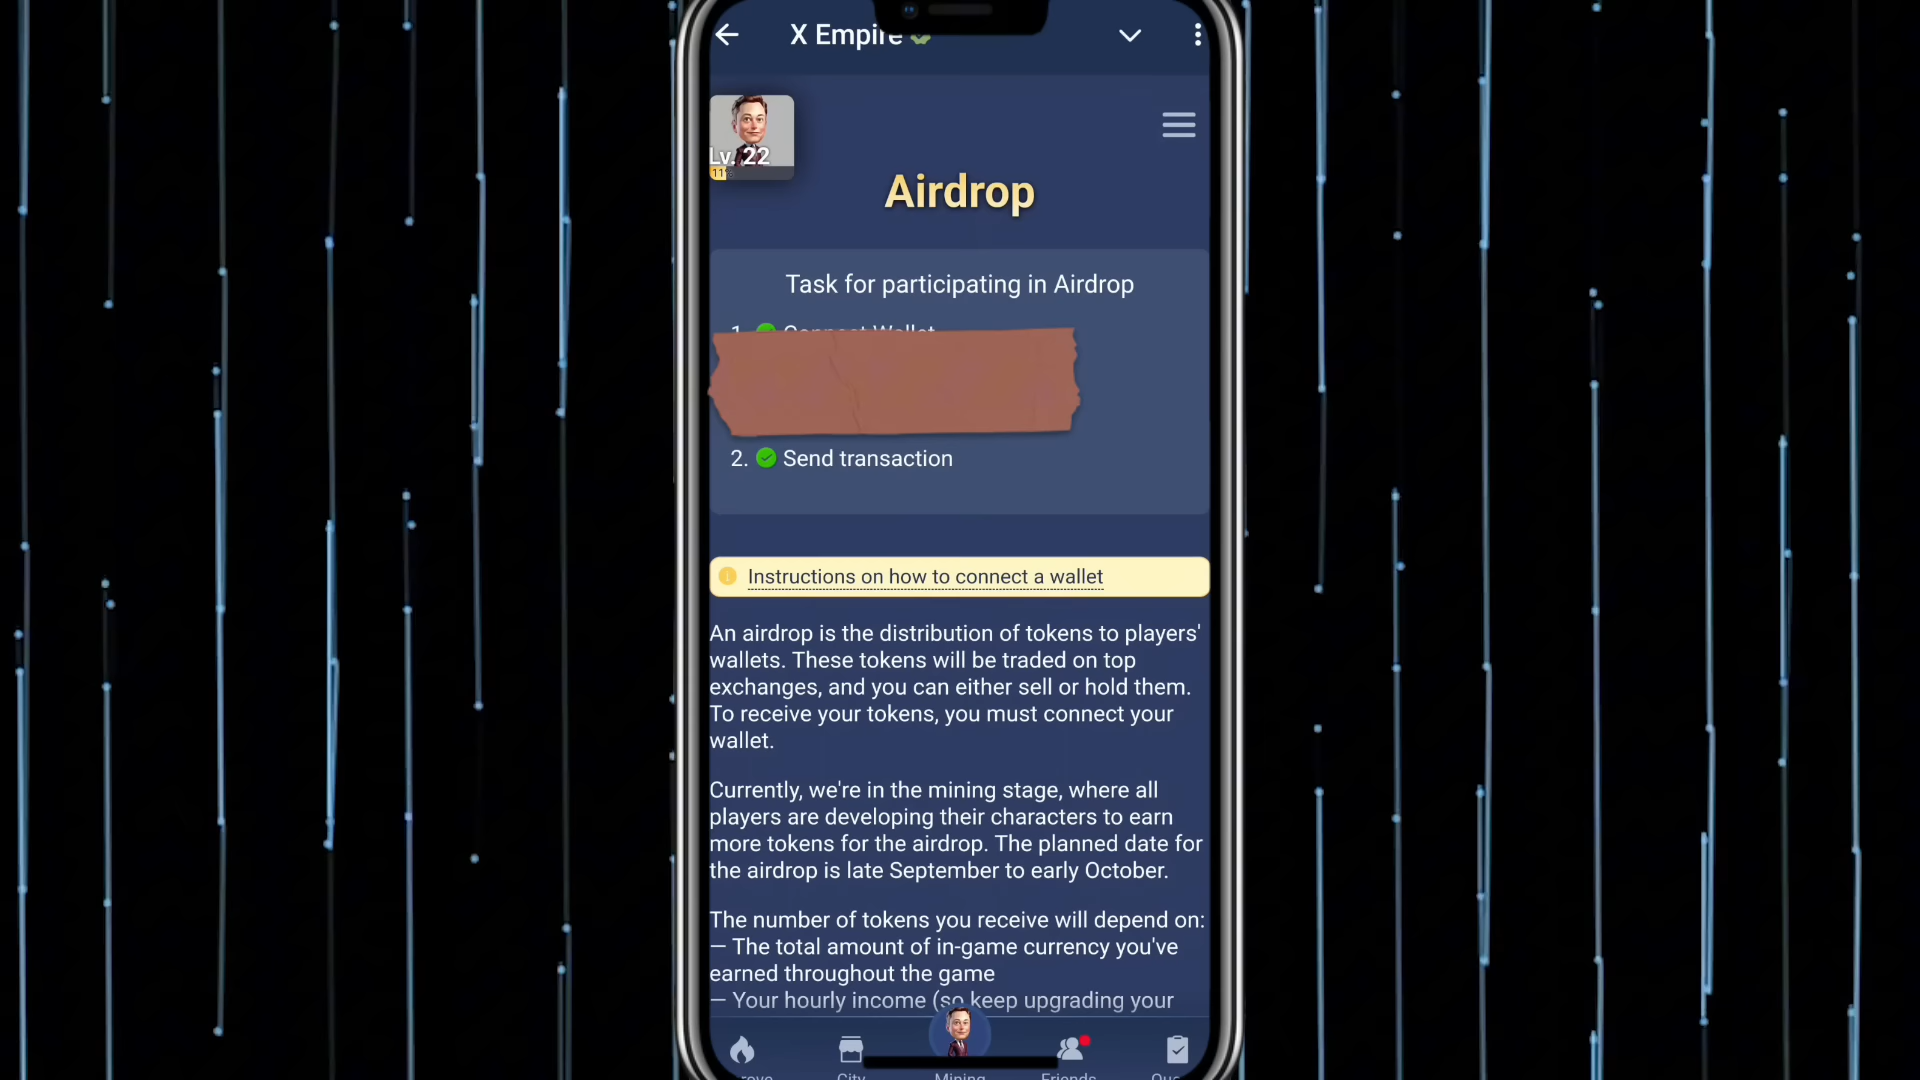 X Empire
Lv. 22
Airdrop
Task for participating in Airdrop
1. Connect Wallet
2. Send transaction
Instructions on how to connect a wallet
An airdrop is the distribution of tokens to players'
wallets. These tokens will be traded on top
exchanges, and you can either sell or hold them.
To receive your tokens, you must connect your
wallet.
Currently, we're in the mining stage, where all
players are developing their characters to earn
more tokens for the airdrop. The planned date for
the airdrop is late September to early October.
The number of tokens you receive will depend on:
— The total amount of in-game currency you've
earned throughout the game
— Your hourly income (so keep upgrading your
City
Mining
Friends